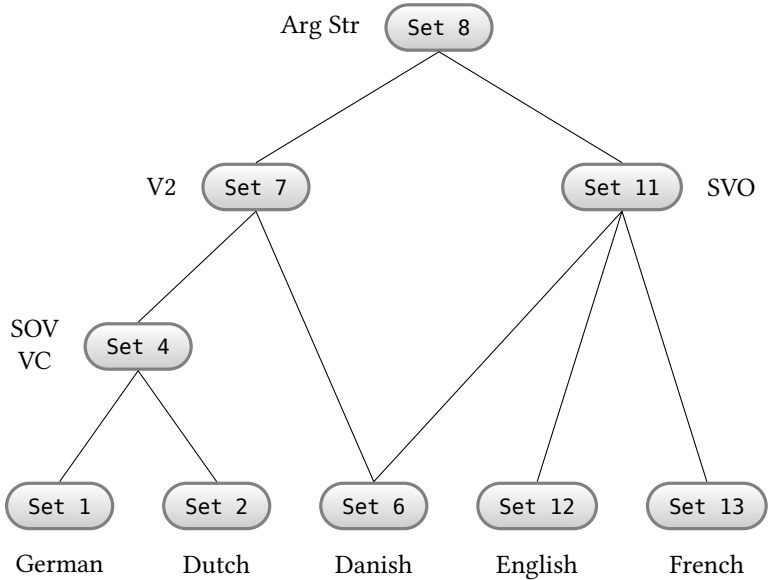 Arg Str
Set 8
V2
Set 7
Set 11
SVO
SOV
VC
Set 4
Set 1
Set 2
Set 6
Set 12
Set 13
German
Dutch
Danish
English
French